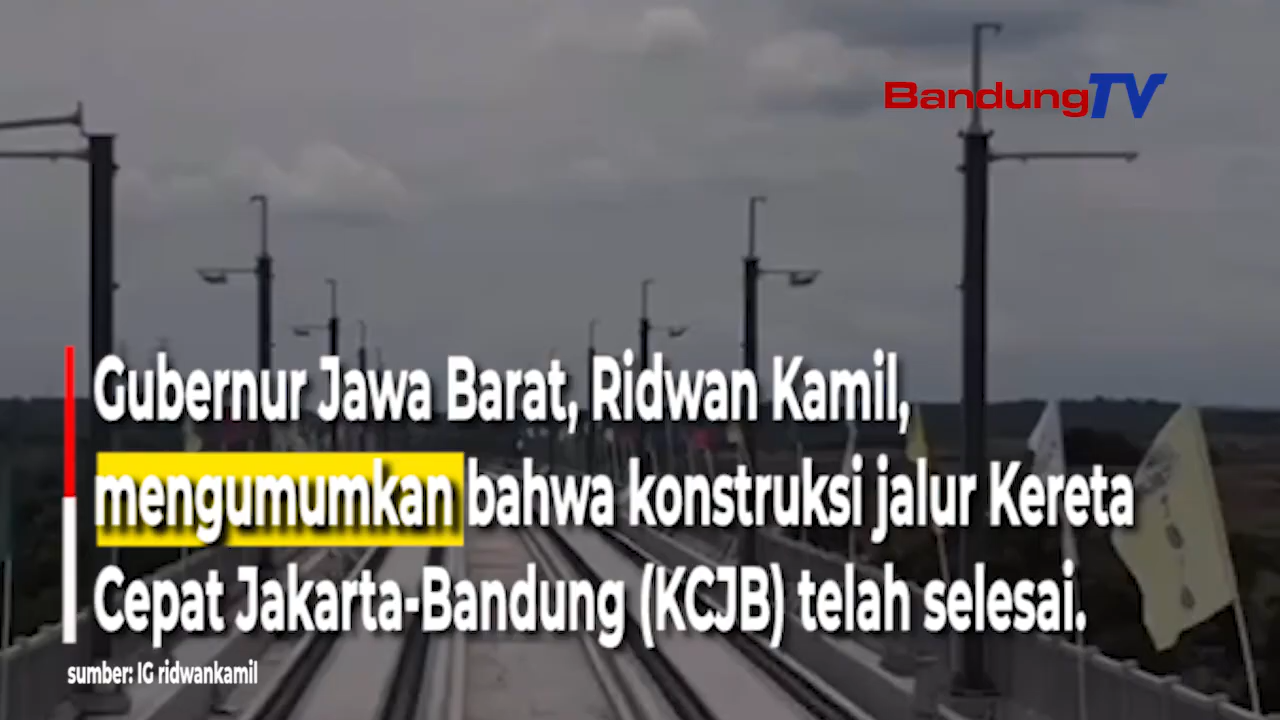 BandungTV
Gubernur Jawa Barat, Ridwan Kamil,
mengumumkan bahwa konstruksi jalur Kereta
Cepat Jakarta-Bandung (KCJB) telah selesai.
sumber: IG ridwankamil